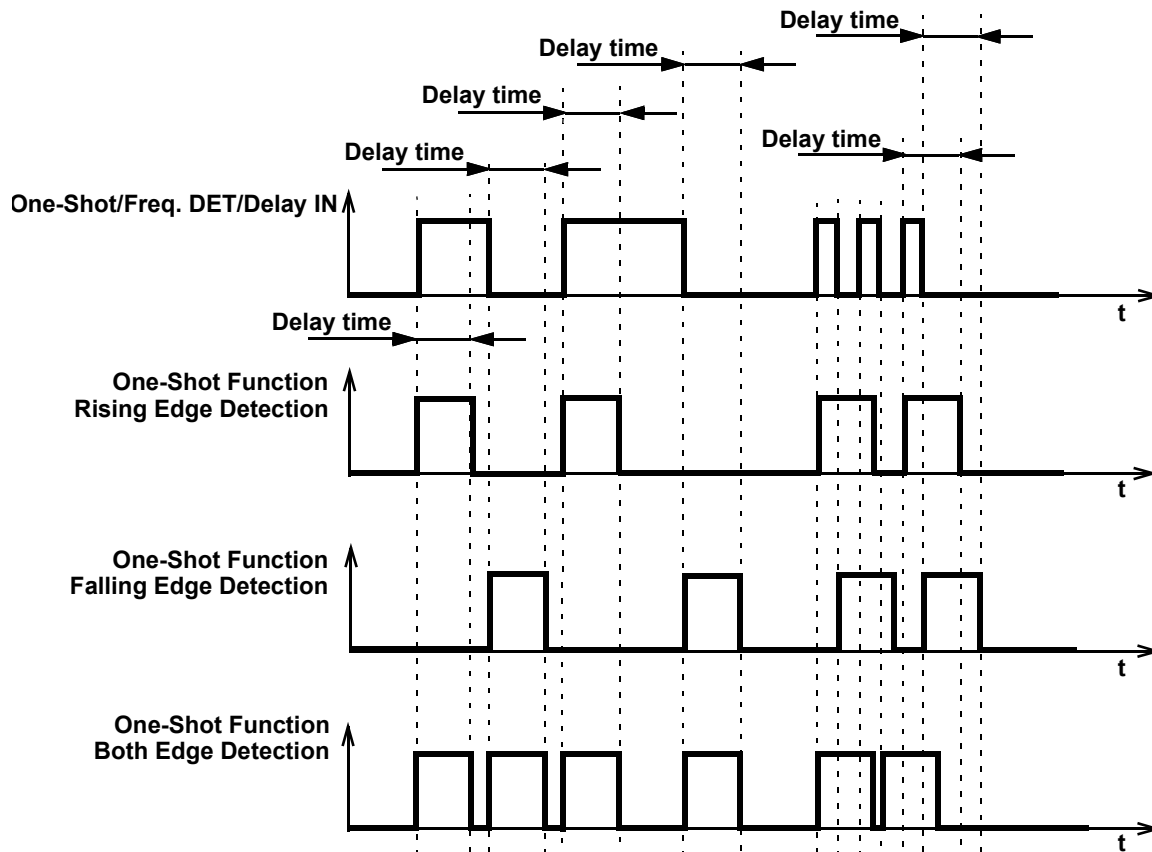 Delay time
Delay time
Delay time
Delay time
Delay time
One-Shot/Freq. DET/Delay IN
t
Delay time
One-Shot Function
Rising Edge Detection
t
One-Shot Function
Falling Edge Detection
t
One-Shot Function
Both Edge Detection
t